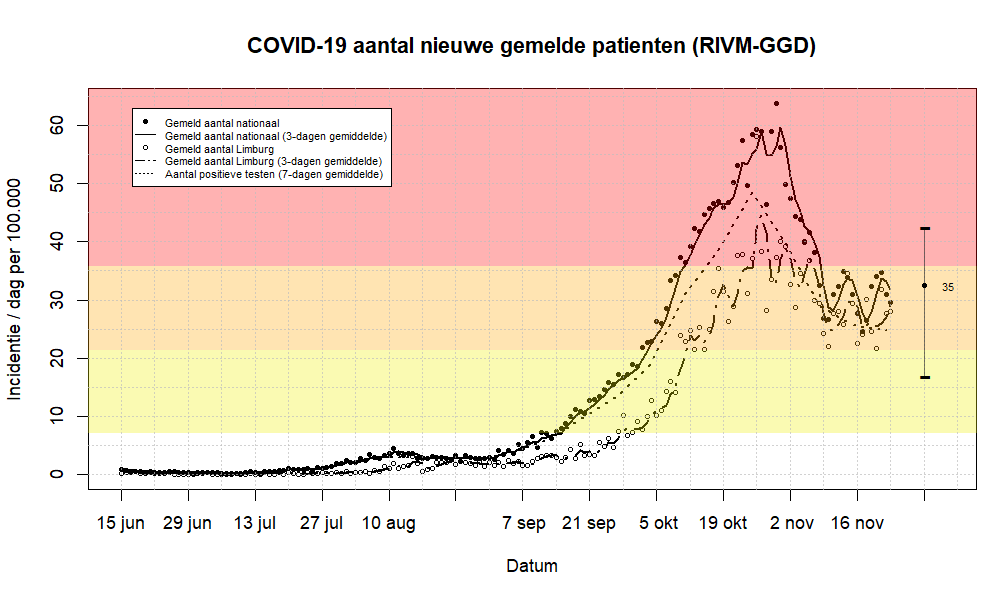 COVID-19 aantal nieuwe gemelde patienten (RIVM-GGD)
Gemeld aantal nationaal
Gemeld aantal nationaal (3-dagen gemiddelde)
Gemeld aantal Limburg
Gemeld aantal Limburg (3-dagen gemiddelde)
Aantal positieve testen (7-dagen gemiddelde)
Incidentie / dag per 100.000
60
50
40
30
20
10
0
35
15 jun 29 jun 13 jul 27 jul 10 aug 7 sep 21 sep 5 okt 19 okt 2 nov 16 nov
Datum